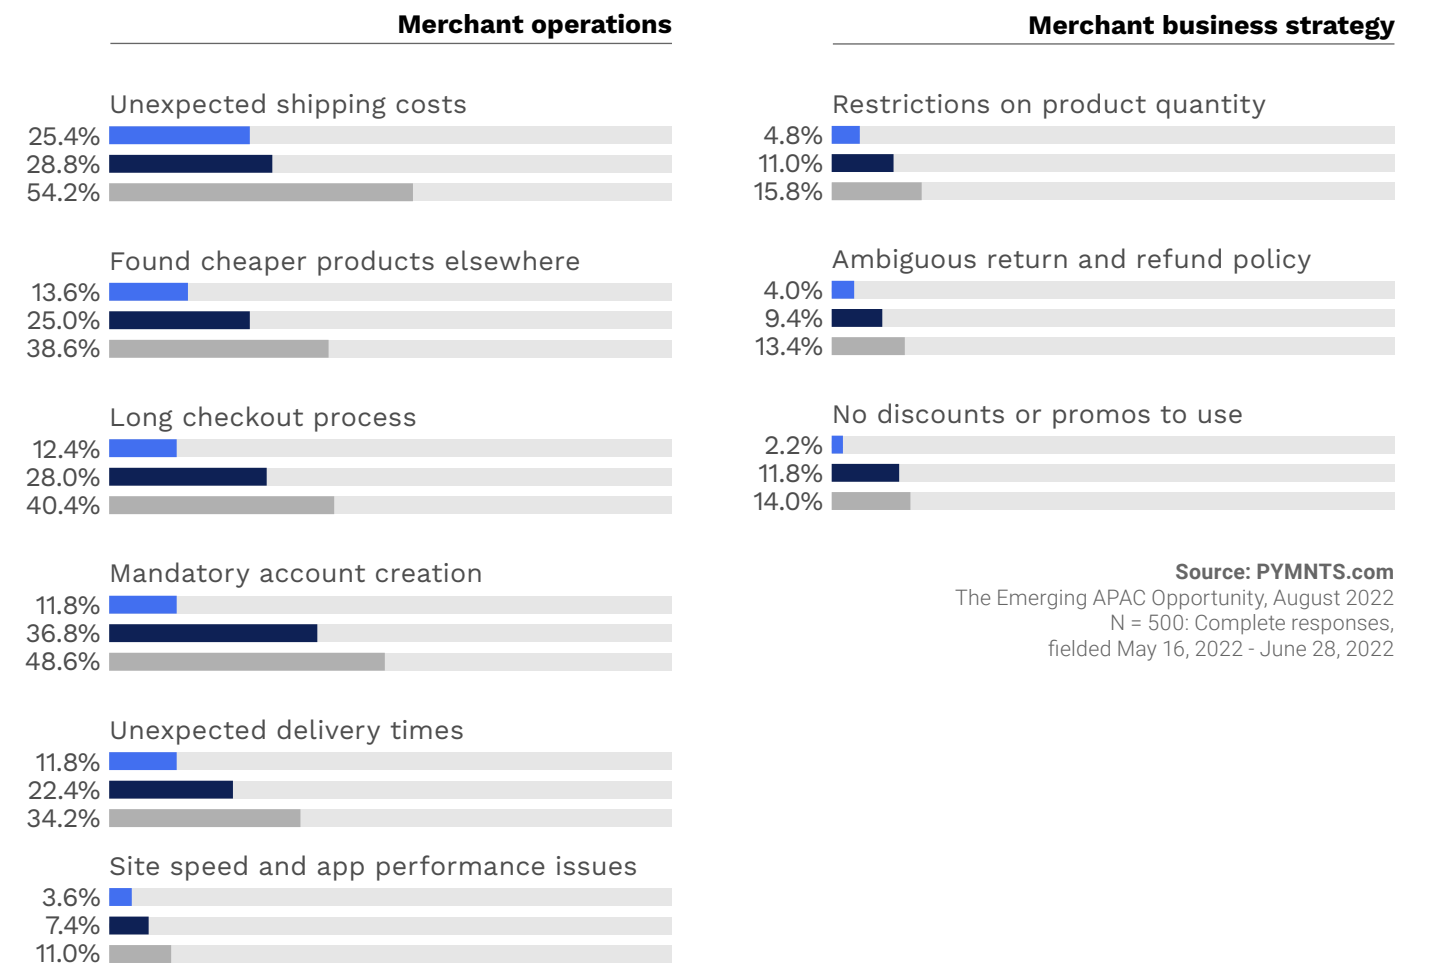 Merchant operations
Unexpected shipping costs
25.4%
28.8%
54.2%
Found cheaper products elsewhere
13.6%
25.0%
38.6%
Long checkout process
12.4%
28.0%
40.4%
Mandatory account creation
11.8%
36.8%
48.6%
Unexpected delivery times
11.8%
22.4%
34.2%
Site speed and app performance issues
3.6%
7.4%
11.0%
Merchant business strategy
Restrictions on product quantity
4.8%
11.0%
15.8%
Ambiguous return and refund policy
4.0%
9.4%
13.4%
No discounts or promos to use
2.2%
11.8%
14.0%
Source: PYMNTS.com
The Emerging APAC Opportunity, August 2022
N = 500: Complete responses,
fielded May 16, 2022 - June 28, 2022